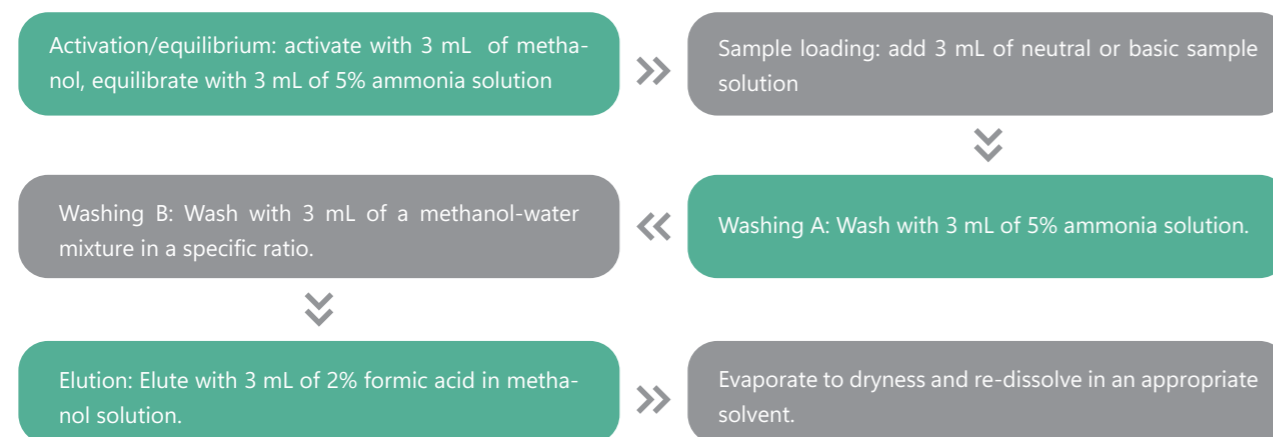 Activation/equilibrium: activate with 3 mL of metha-
nol, equilibrate with 3 mL of 5% ammonia solution
Sample loading: add 3 mL of neutral or basic sample
solution
Washing A: Wash with 3 mL of 5% ammonia solution.
Washing B: Wash with 3 mL of a methanol-water
mixture in a specific ratio.
Elution: Elute with 3 mL of 2% formic acid in metha-
nol solution.
Evaporate to dryness and re-dissolve in an appropriate
solvent.